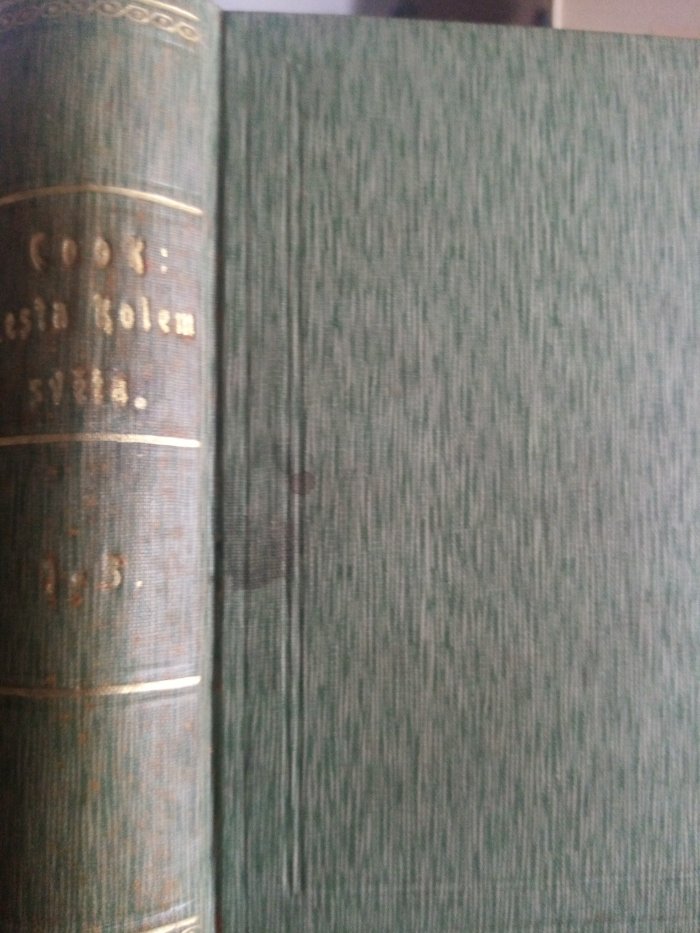 Cook:
esta kolem
světa.